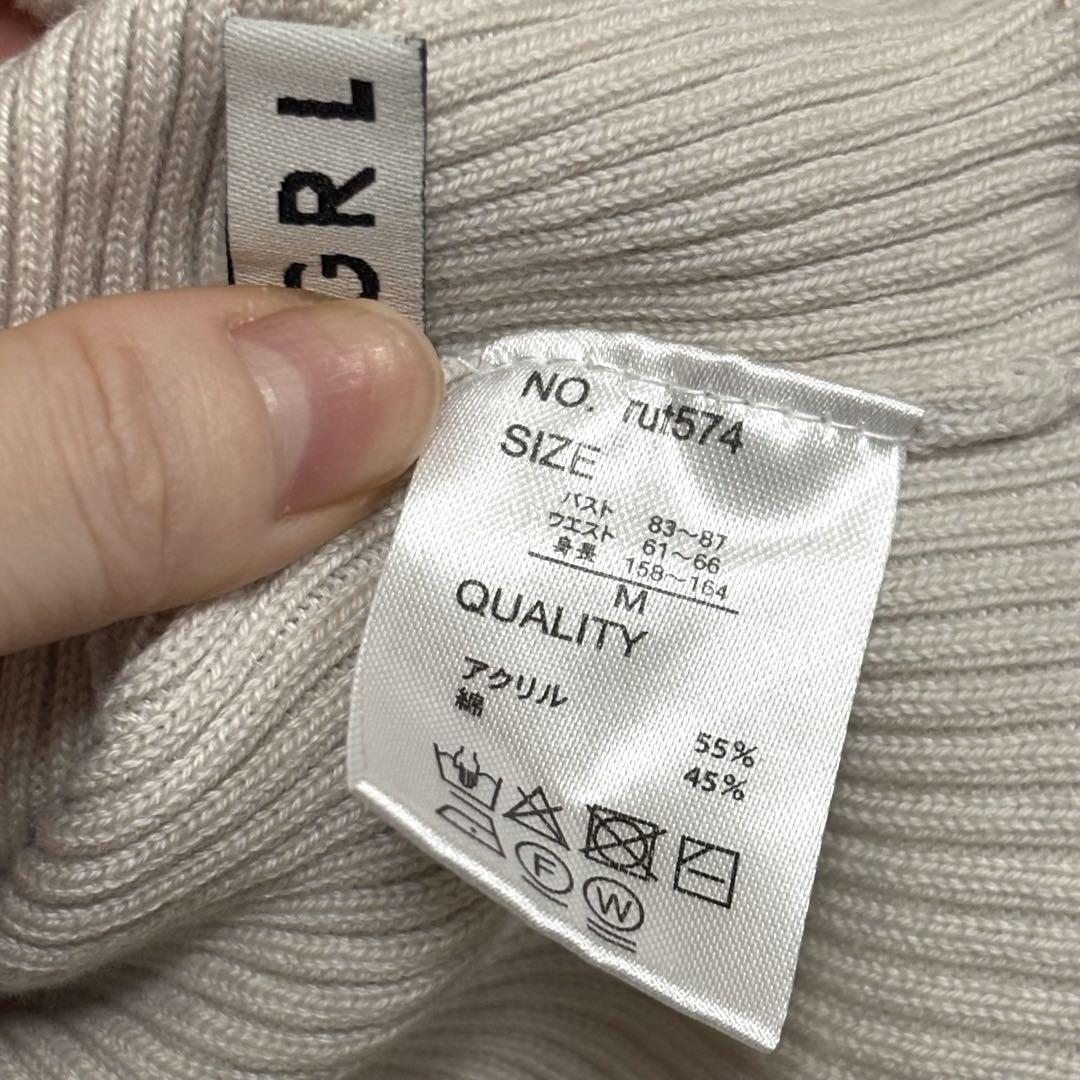 GRL
NO. rut574
SIZE
バスト 83～87
ウエスト 61～66
身長 158～164
M
QUALITY
アクリル 55%
綿 45%
F
W